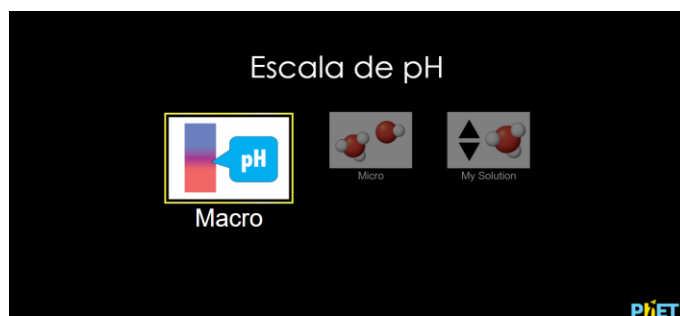 Escala de pH
pH
Macro
Micro
My Solution
PhET